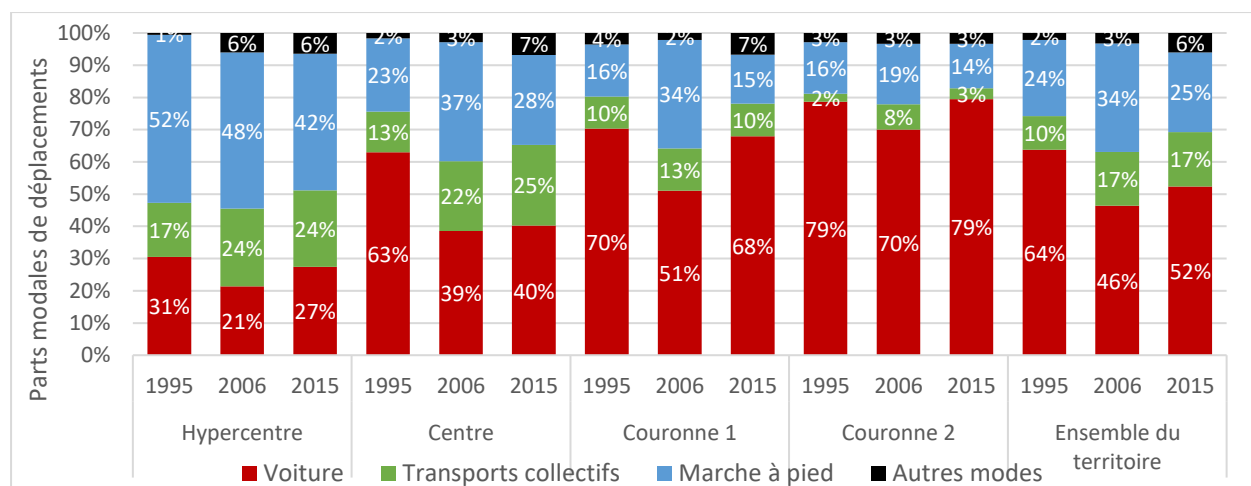 Parts modales de déplacements
100%
90%
80%
70%
60%
50%
40%
30%
20%
10%
0%
1% 6% 6% 2% 3% 7% 4% 2% 7% 3% 3% 3% 2% 3% 6%
52% 48% 42% 23% 37% 28% 16% 34% 15% 16% 19% 14% 24% 34% 25%
17% 24% 24% 13% 22% 25% 10% 13% 10% 2% 8% 3% 10% 17% 17%
31% 21% 27% 63% 39% 40% 70% 51% 68% 79% 70% 79% 64% 46% 52%
1995 2006 2015 1995 2006 2015 1995 2006 2015 1995 2006 2015 1995 2006 2015
Hypercentre Centre Couronne 1 Couronne 2 Ensemble du
territoire
Voiture Transports collectifs Marche à pied Autres modes